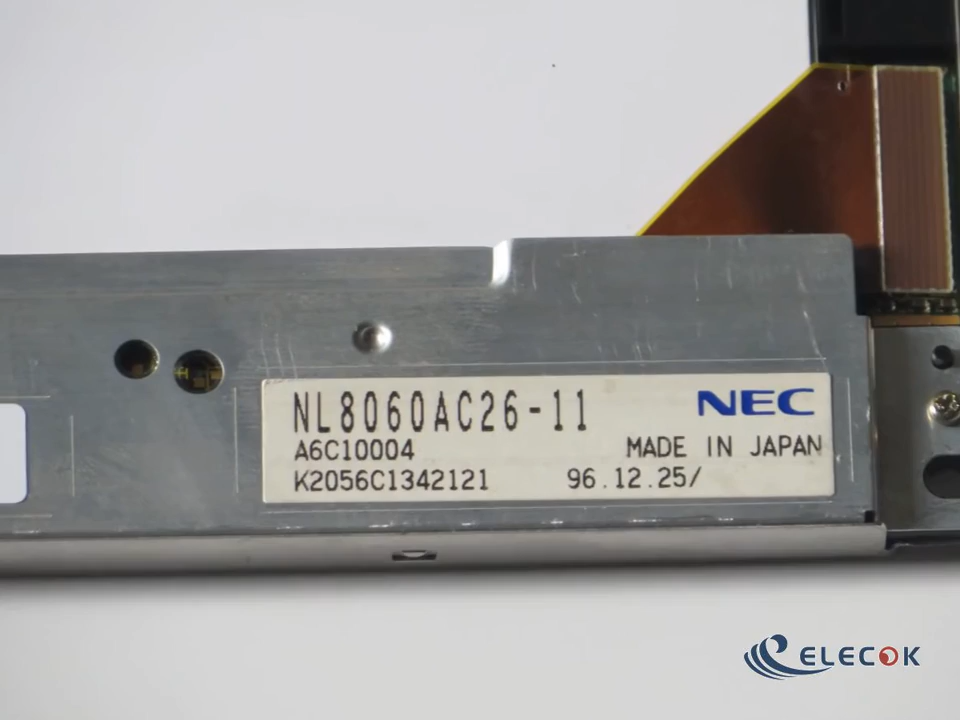 NL8060AC26-11 NEC
A6C10004 MADE IN JAPAN
K2056C1342121 96.12.25/
ELECOK